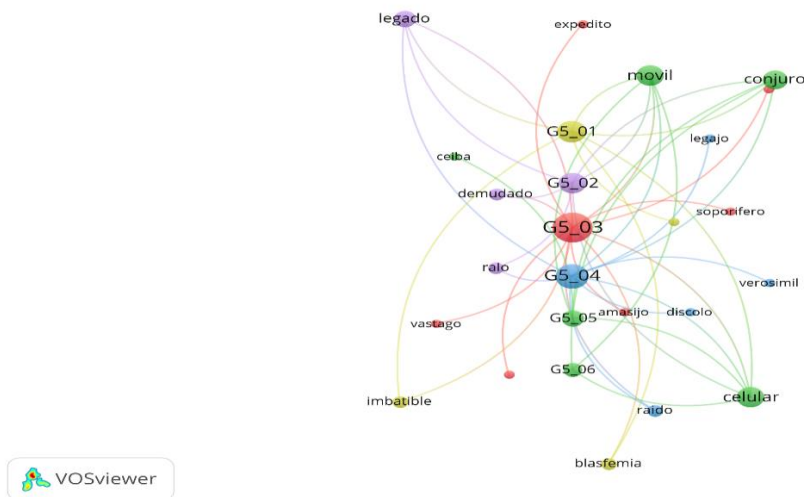 legado
expedito
movil
conjuro
G5_01
legajo
ceiba
G5_02
demudado
soporifero
G5_03
ralo
G5_04
verosimil
vastago
G5_05
amasijo
discolo
G5_06
imbatible
celular
raido
blasfemia
VOSviewer